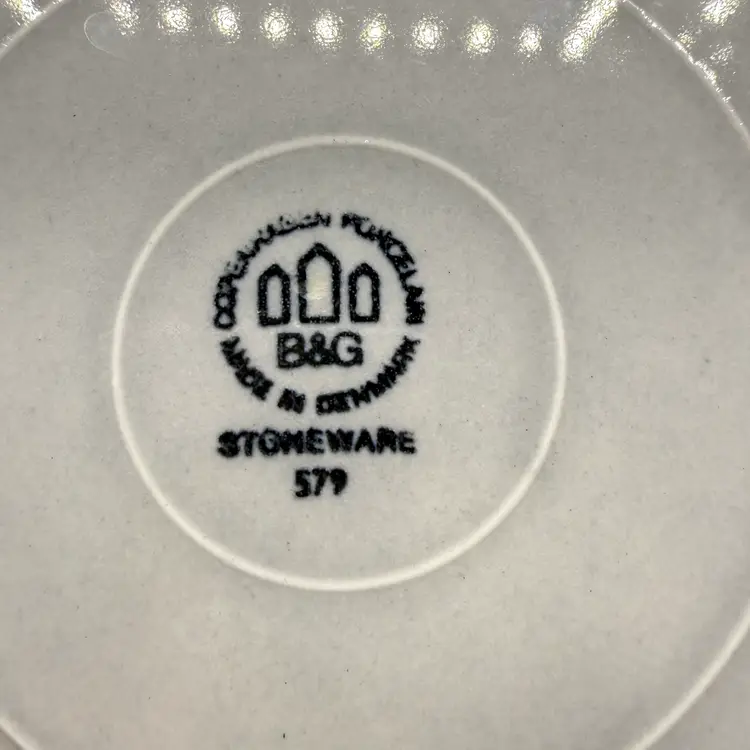 COPENHAGEN PORCELAIN
B&G
MADE IN DENMARK
STONEWARE
579